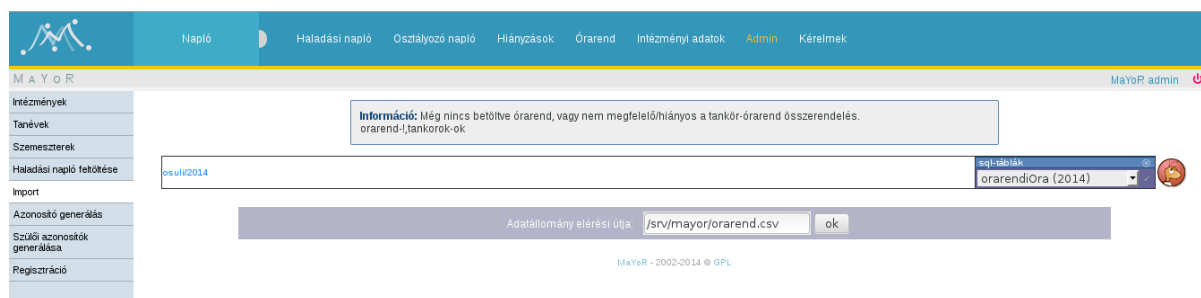 Napló
Haladási napló Osztályozó napló Hiányzások Órarend Intézményi adatok Admin Kérelmek
MaYoR
MaYoR admin
Intézmények
Tanévek
Szemeszterek
Haladási napló feltöltése
Import
Azonosító generálás
Szülői azonosítók
generálása
Regisztráció
Információ: Még nincs betöltve órarend, vagy nem megfelelő/hiányos a tankör-órarend összerendelés.
orarend-!,tankorok-ok
osuli/2014
sql-táblák
orarendiOra (2014)
Adatállomány elérési útja: /srv/mayor/orarend.csv ok
MaYoR - 2002-2014 © GPL